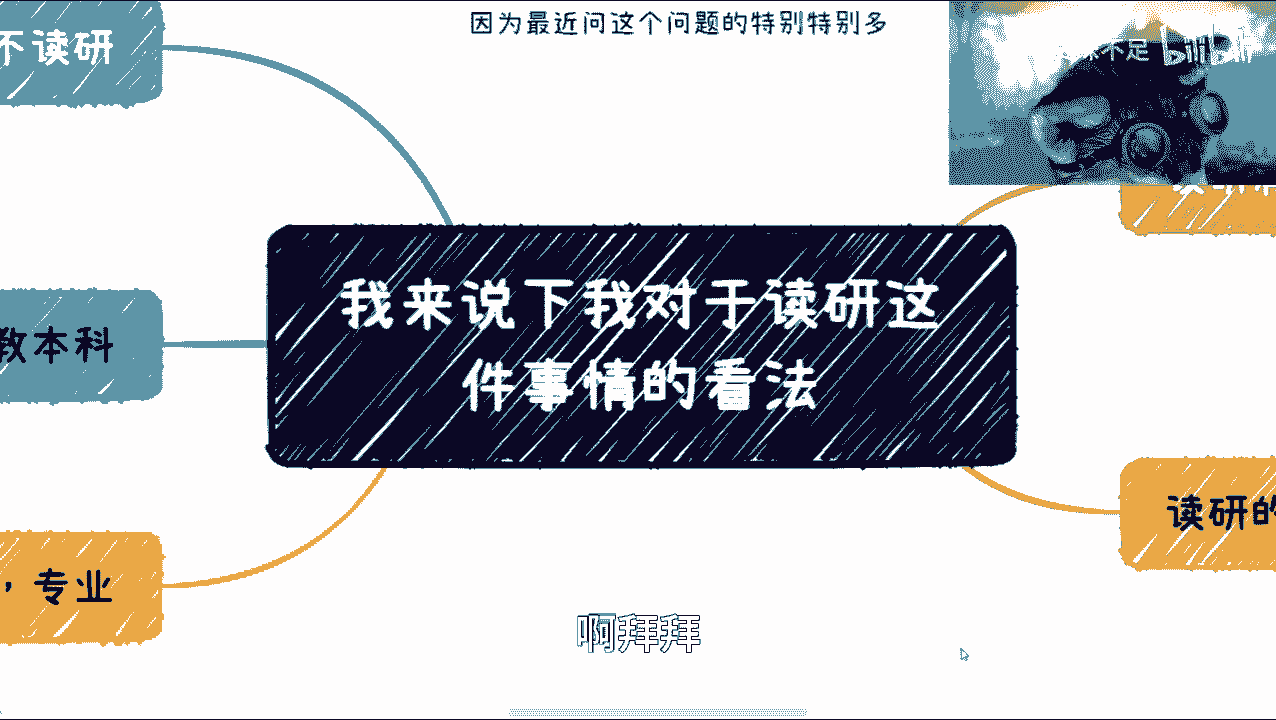 因为最近问这个问题的特别特别多
不读研
不足 bilibili
我来说下我对于读研这
件事情的看法
教本科
读研的
，专业
啊拜拜